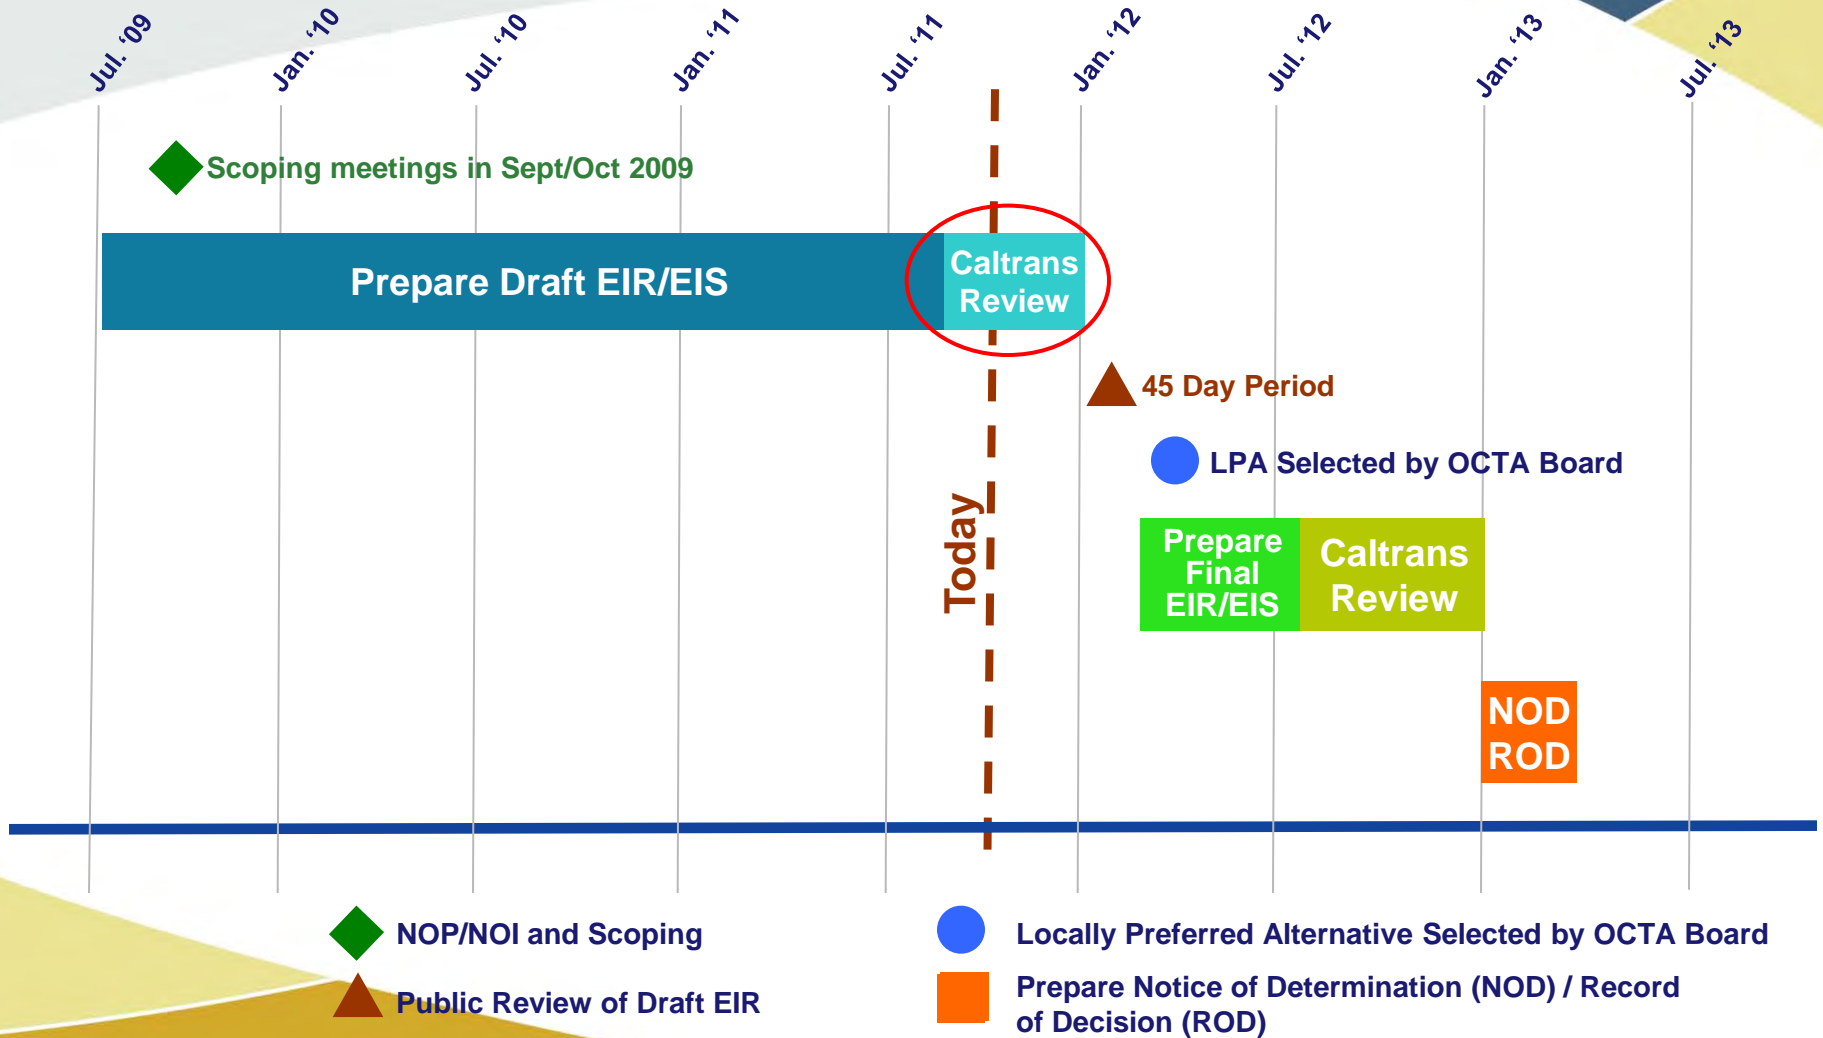 Jul. ‘09
Jan. ‘10
Jul. ‘10
Jan. ‘11
Jul. ‘11
Jan. ‘12
Jul. ‘12
Jan. ‘13
Jul. ‘13
Scoping meetings in Sept/Oct 2009
Prepare Draft EIR/EIS
Caltrans
Review
45 Day Period
LPA Selected by OCTA Board
Today
Prepare
Final
EIR/EIS
Caltrans
Review
NOD
ROD
NOP/NOI and Scoping
Public Review of Draft EIR
Locally Preferred Alternative Selected by OCTA Board
Prepare Notice of Determination (NOD) / Record
of Decision (ROD)